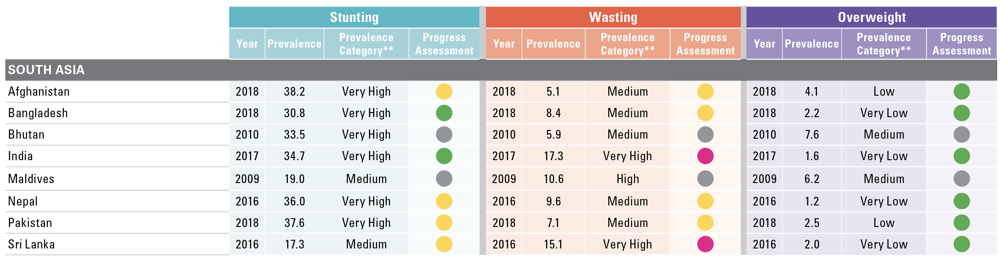 Stunting Wasting Overweight
Year Prevalence Prevalence Category** Progress Assessment Year Prevalence Prevalence Category** Progress Assessment Year Prevalence Prevalence Category** Progress Assessment
SOUTH ASIA
Afghanistan 2018 38.2 Very High 2018 5.1 Medium 2018 4.1 Low
Bangladesh 2018 30.8 Very High 2018 8.4 Medium 2018 2.2 Very Low
Bhutan 2010 33.5 Very High 2010 5.9 Medium 2010 7.6 Medium
India 2017 34.7 Very High 2017 17.3 Very High 2017 1.6 Very Low
Maldives 2009 19.0 Medium 2009 10.6 High 2009 6.2 Medium
Nepal 2016 36.0 Very High 2016 9.6 Medium 2016 1.2 Very Low
Pakistan 2018 37.6 Very High 2018 7.1 Medium 2018 2.5 Low
Sri Lanka 2016 17.3 Medium 2016 15.1 Very High 2016 2.0 Very Low